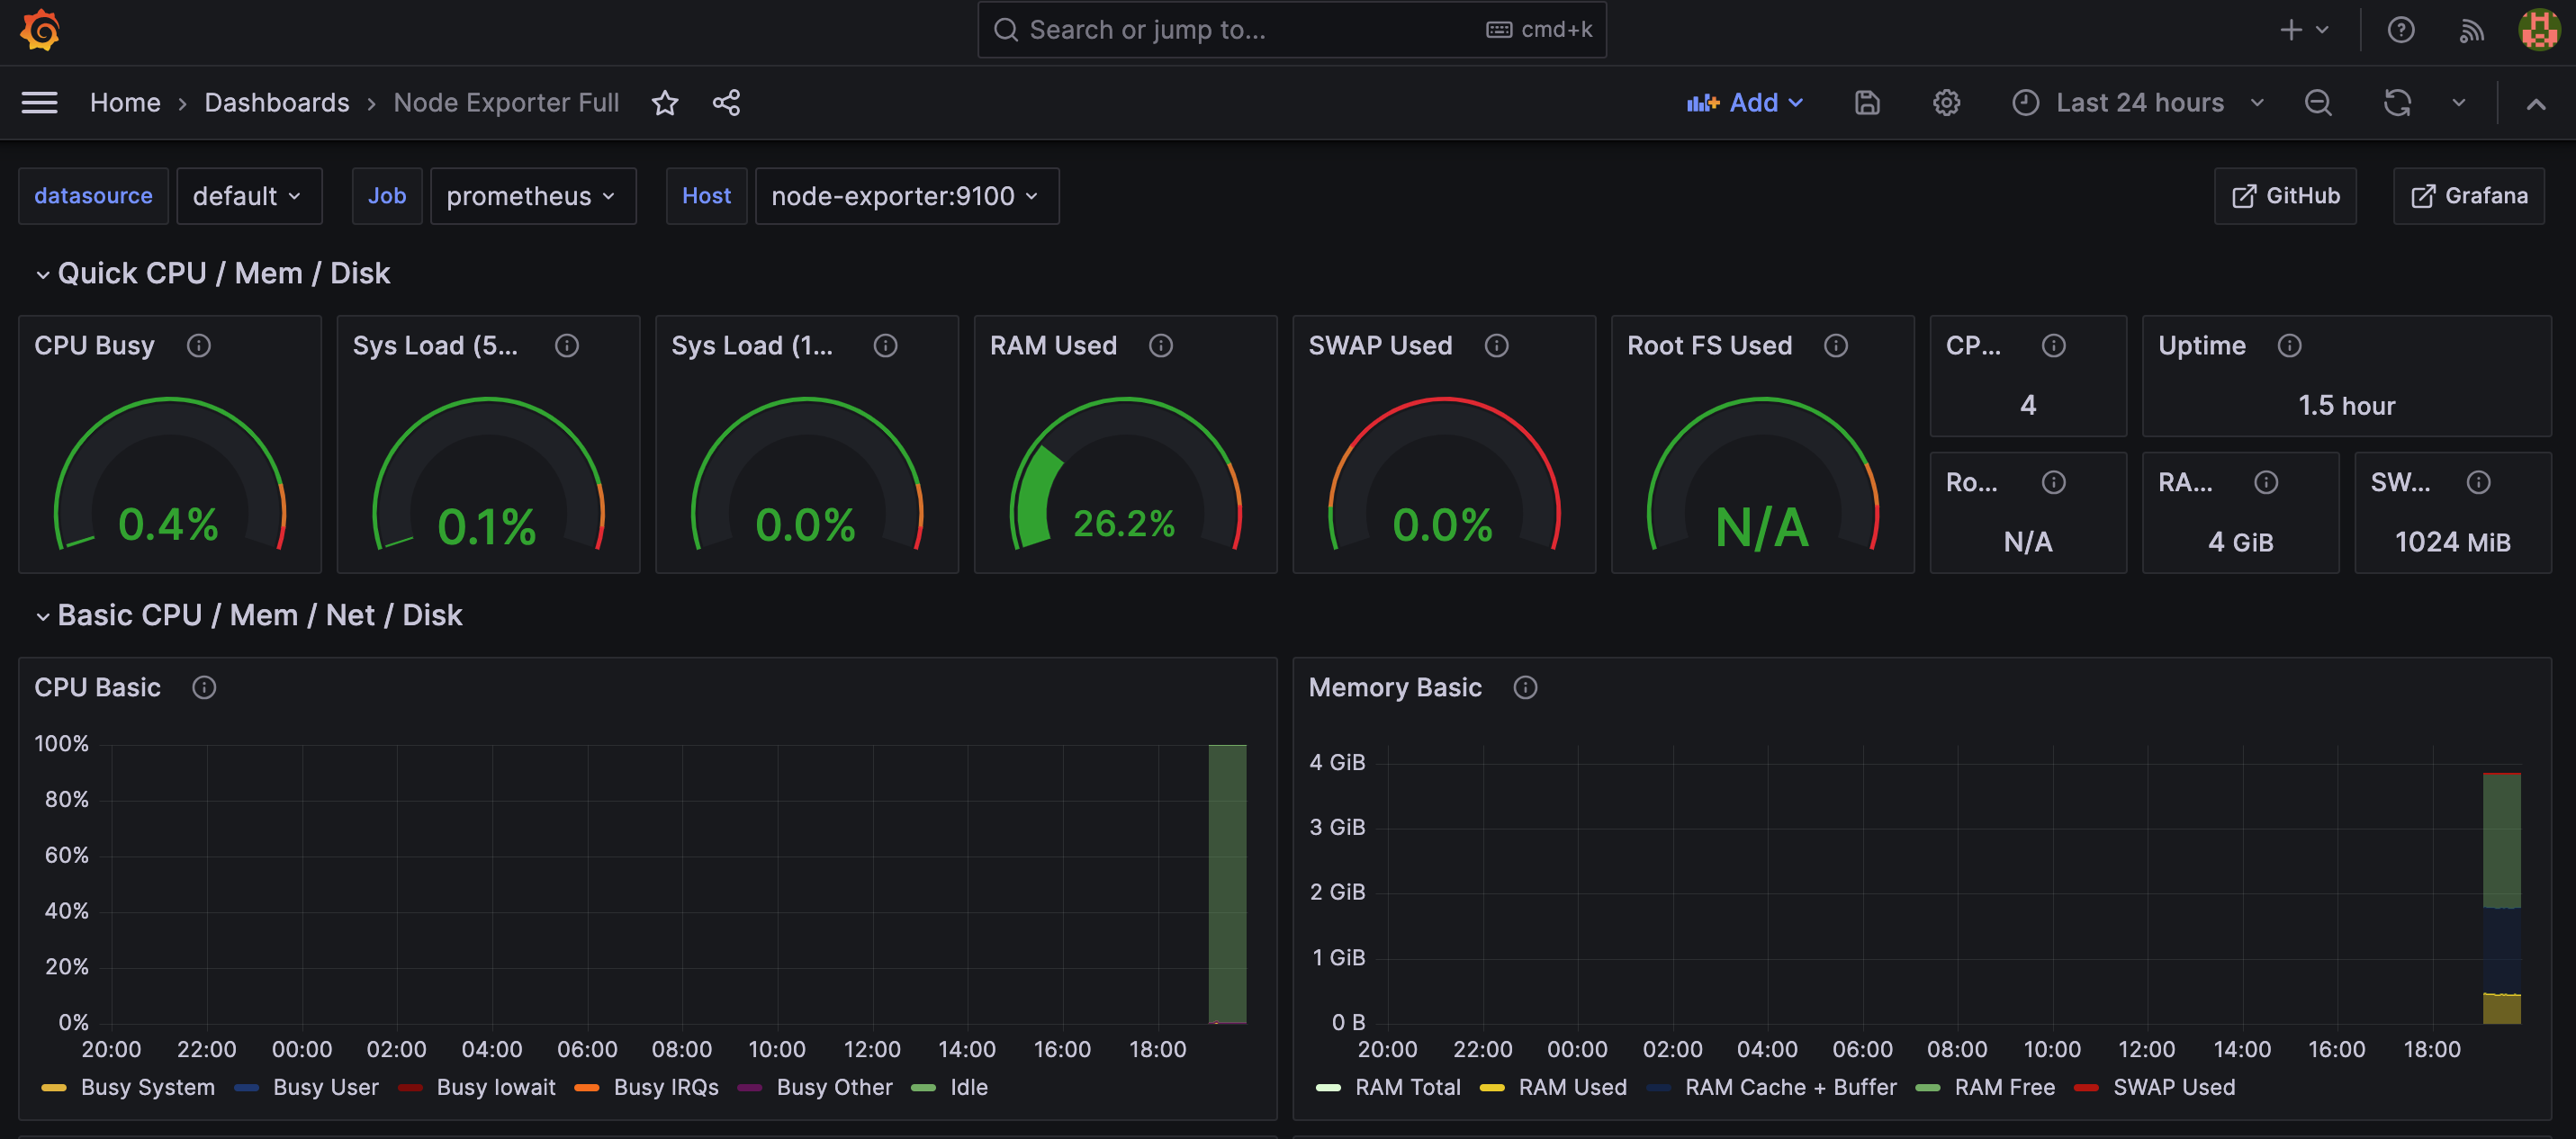 Search or jump to... cmd+k
Home › Dashboards › Node Exporter Full Add Last 24 hours
datasource default Job prometheus Host node-exporter:9100 GitHub Grafana
Quick CPU / Mem / Disk
CPU Busy Sys Load (5... Sys Load (1... RAM Used SWAP Used Root FS Used CP... Uptime
4 1.5 hour
Ro... RA... SW...
0.4% 0.1% 0.0% 26.2% 0.0% N/A N/A 4 GiB 1024 MiB
Basic CPU / Mem / Net / Disk
CPU Basic
100%
80%
60%
40%
20%
0%
20:00 22:00 00:00 02:00 04:00 06:00 08:00 10:00 12:00 14:00 16:00 18:00
Busy System Busy User Busy Iowait Busy IRQs Busy Other Idle
Memory Basic
4 GiB
3 GiB
2 GiB
1 GiB
0 B
20:00 22:00 00:00 02:00 04:00 06:00 08:00 10:00 12:00 14:00 16:00 18:00
RAM Total RAM Used RAM Cache + Buffer RAM Free SWAP Used